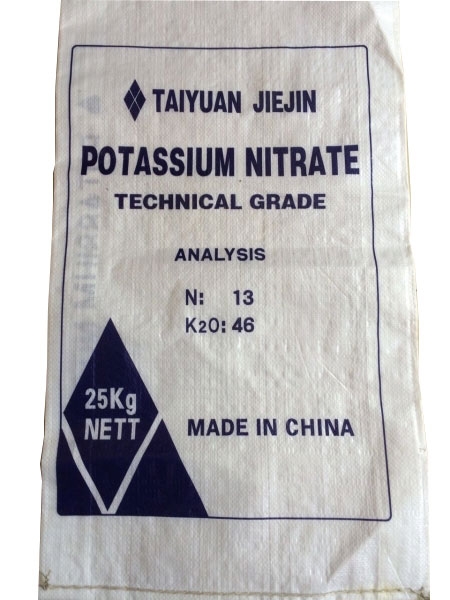 TAIYUAN JIEJIN
POTASSIUM NITRATE
TECHNICAL GRADE
ANALYSIS
N: 13
K2O: 46
25Kg
NETT
MADE IN CHINA